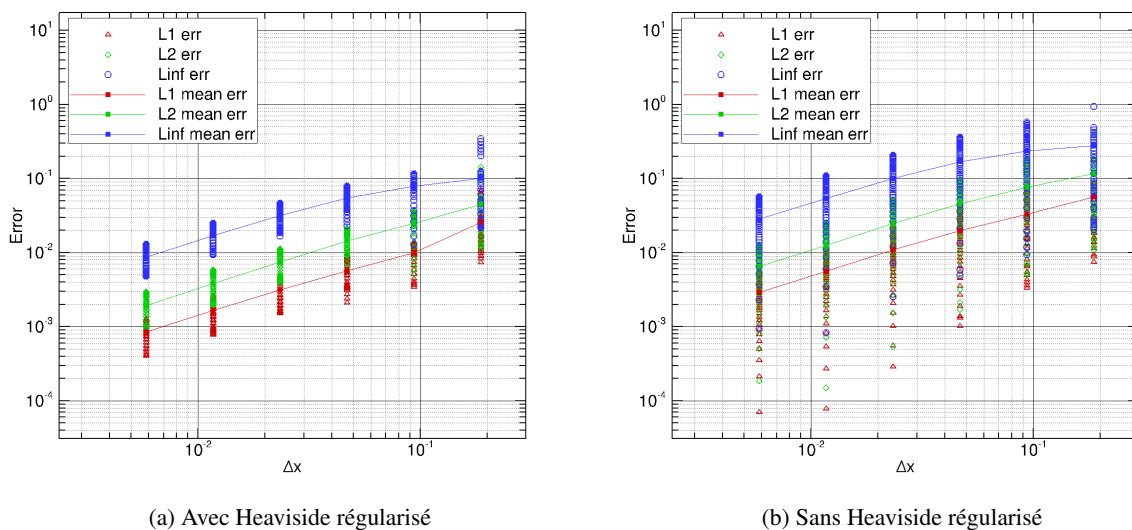 10^1
10^0
10^-1
10^-2
10^-3
10^-4
Error
L1 err
L2 err
Linf err
L1 mean err
L2 mean err
Linf mean err
10^-2
10^-1
Δx
(a) Avec Heaviside régularisé
10^1
10^0
10^-1
10^-2
10^-3
10^-4
Error
L1 err
L2 err
Linf err
L1 mean err
L2 mean err
Linf mean err
10^-2
10^-1
Δx
(b) Sans Heaviside régularisé